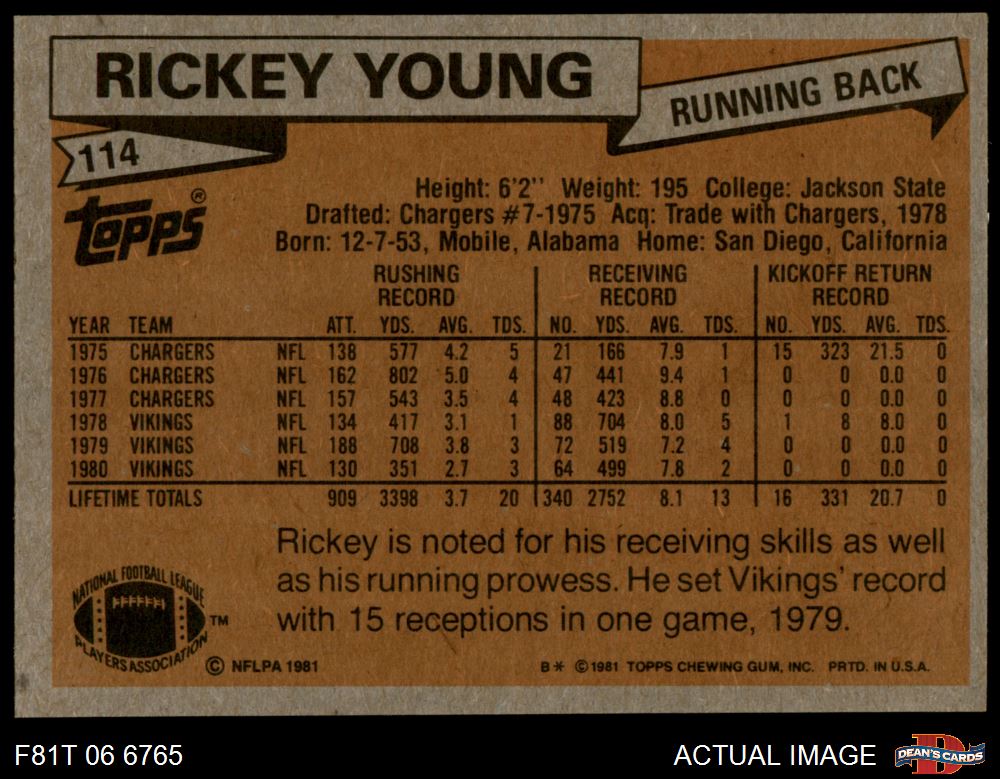 RICKEY YOUNG
RUNNING BACK
114
Topps®
Height: 6'2" Weight: 195 College: Jackson State
Drafted: Chargers #7-1975 Acq: Trade with Chargers, 1978
Born: 12-7-53, Mobile, Alabama Home: San Diego, California
RUSHING RECORD RECEIVING RECORD KICKOFF RETURN RECORD
YEAR TEAM ATT. YDS. AVG. TDS. NO. YDS. AVG. TDS. NO. YDS. AVG. TDS.
1975 CHARGERS NFL 138 577 4.2 5 21 166 7.9 1 15 323 21.5 0
1976 CHARGERS NFL 162 802 5.0 4 47 441 9.4 1 0 0 0.0 0
1977 CHARGERS NFL 157 543 3.5 4 48 423 8.8 0 0 0 0.0 0
1978 VIKINGS NFL 134 417 3.1 1 88 704 8.0 5 1 8 8.0 0
1979 VIKINGS NFL 188 708 3.8 3 72 519 7.2 4 0 0 0.0 0
1980 VIKINGS NFL 130 351 2.7 3 64 499 7.8 2 0 0 0.0 0
LIFETIME TOTALS 909 3398 3.7 20 340 2752 8.1 13 16 331 20.7 0
Rickey is noted for his receiving skills as well
as his running prowess. He set Vikings' record
with 15 receptions in one game, 1979.
NATIONAL FOOTBALL LEAGUE
PLAYERS ASSOCIATION
TM
© NFLPA 1981
B* © 1981 TOPPS CHEWING GUM, INC. PRTD. IN U.S.A.
F81T 06 6765
ACTUAL IMAGE
DEAN'S CARDS